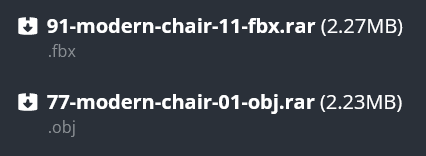 91-modern-chair-11-fbx.rar (2.27MB)
.fbx
77-modern-chair-01-obj.rar (2.23MB)
.obj